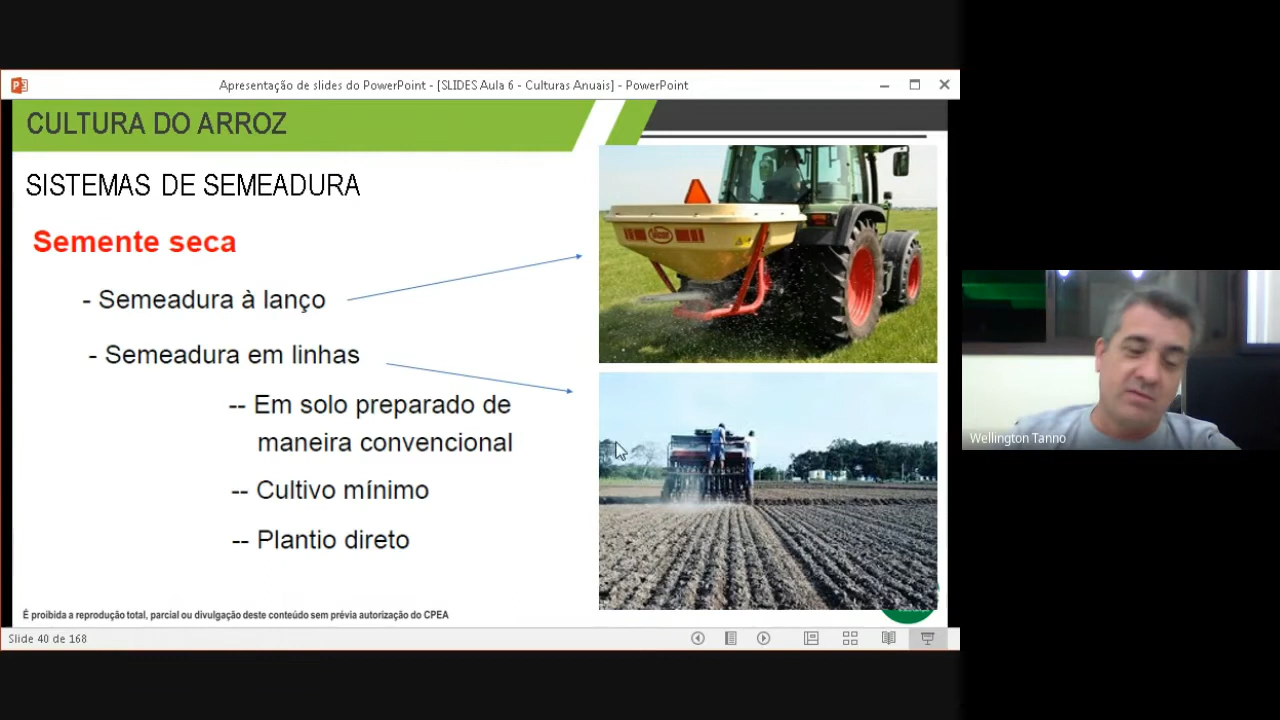 Apresentação de slides do PowerPoint - [SLIDES Aula 6 - Culturas Anuais] - PowerPoint
CULTURA DO ARROZ
SISTEMAS DE SEMEADURA
Semente seca
- Semeadura à lanço
- Semeadura em linhas
-- Em solo preparado de
maneira convencional
-- Cultivo mínimo
-- Plantio direto
É proibida a reprodução total, parcial ou divulgação deste conteúdo sem prévia autorização do CPEA
Slide 40 de 168
Wellington Tanno